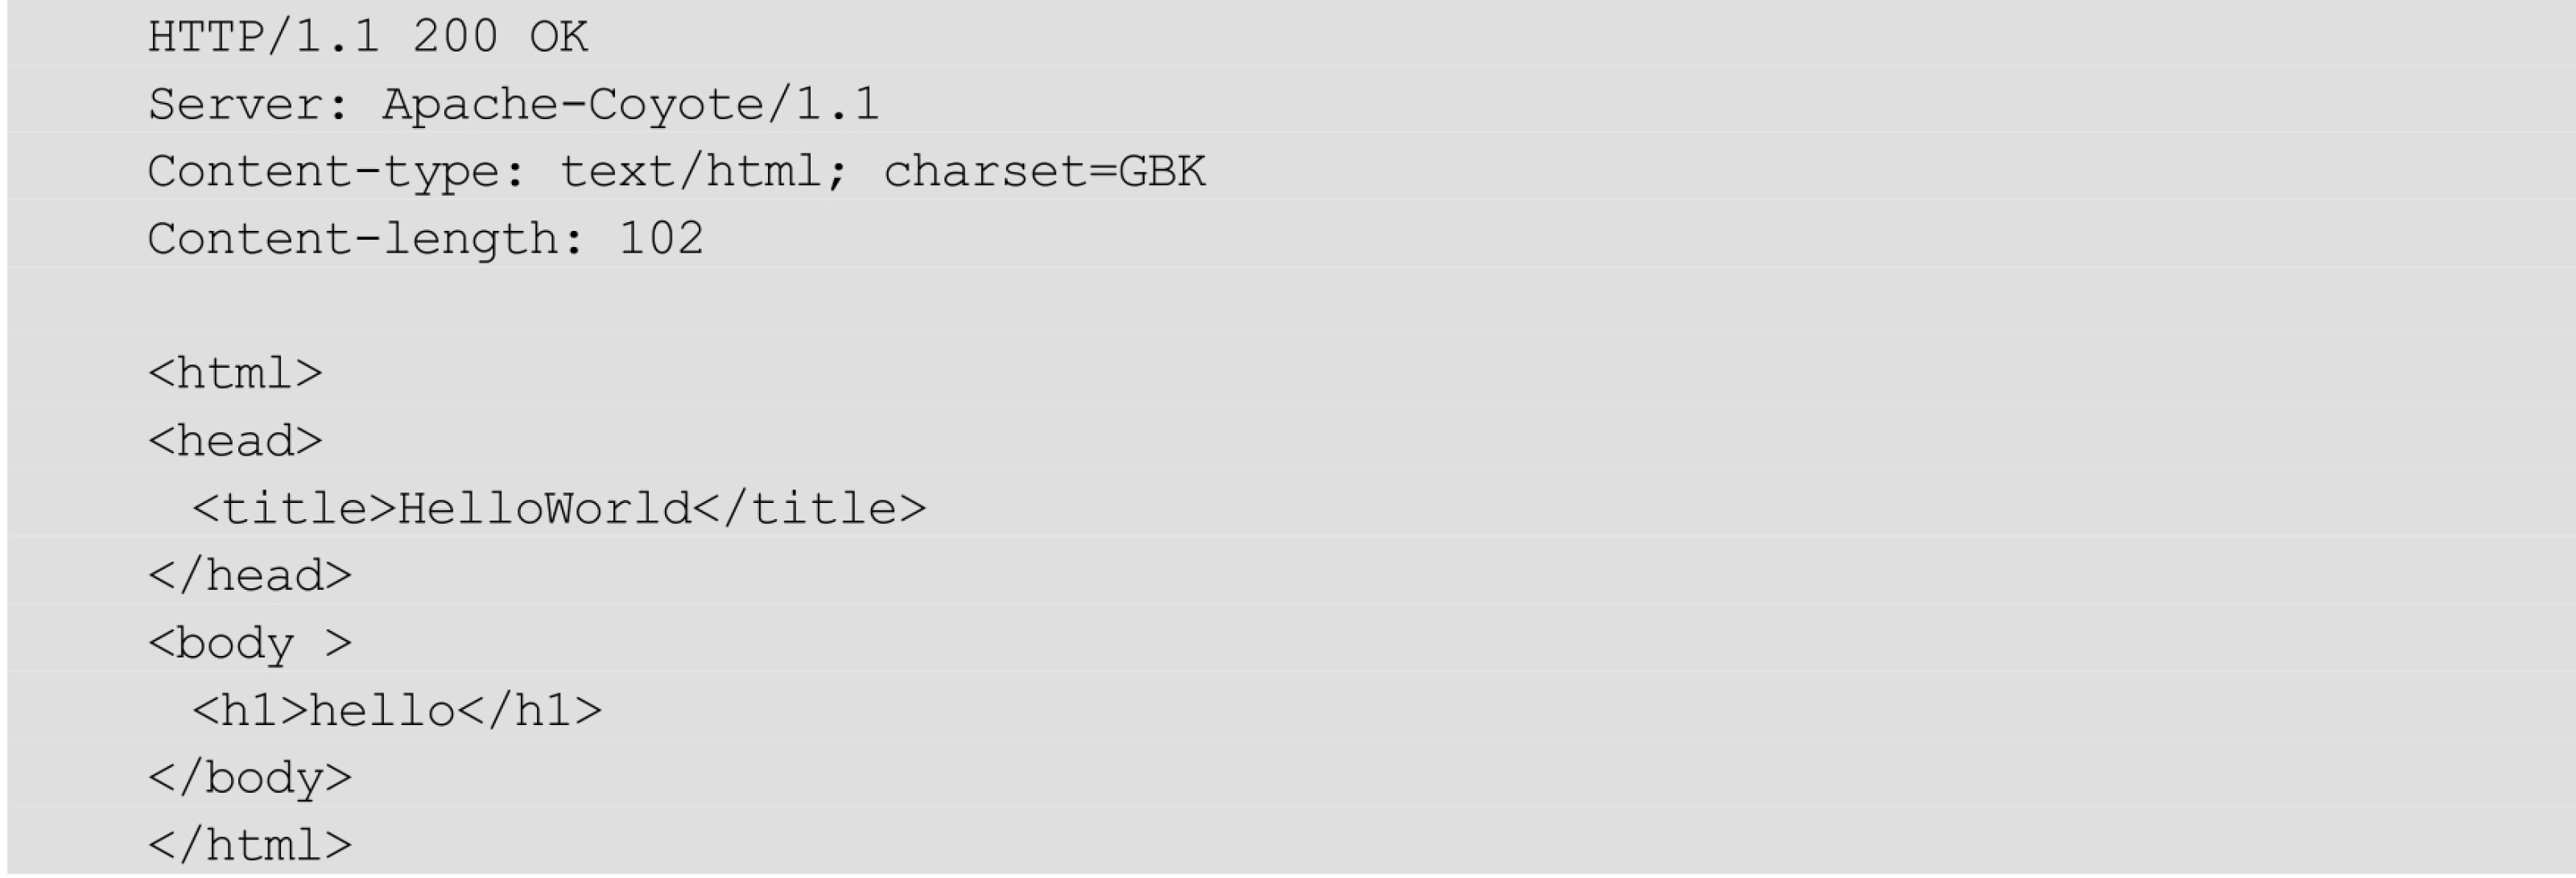 HTTP/1.1 200 OK
Server: Apache-Coyote/1.1
Content-type: text/html; charset=GBK
Content-length: 102

<html>
<head>
 <title>HelloWorld</title>
</head>
<body >
 <h1>hello</h1>
</body>
</html>